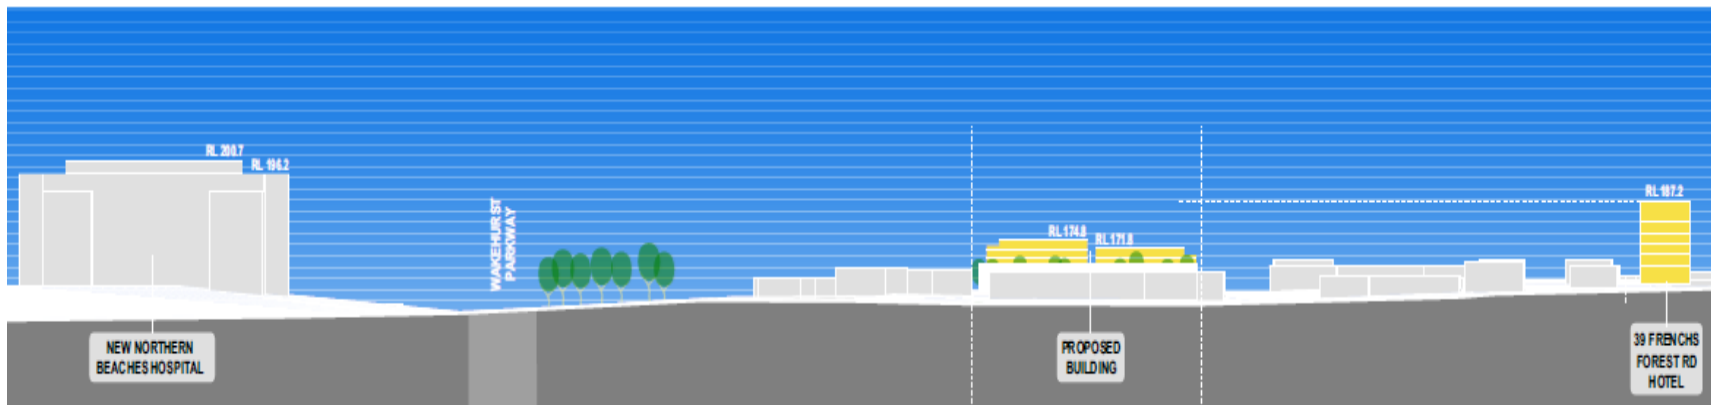 RL 200.7
RL 196.2
WAKEHURST
PARKWAY
RL 174.8
RL 171.8
RL 187.2
NEW NORTHERN
BEACHES HOSPITAL
PROPOSED
BUILDING
39 FRENCHS
FOREST RD
HOTEL